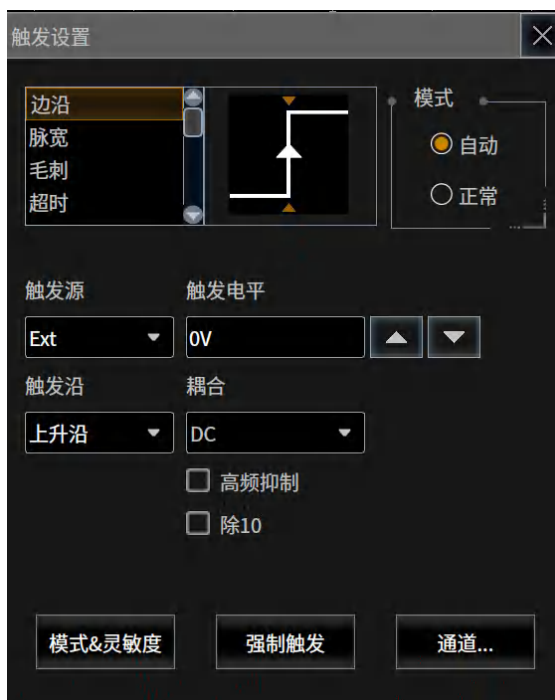 触发设置
边沿
脉宽
毛刺
超时
模式
自动
正常
触发源
触发电平
Ext
0V
触发沿
耦合
上升沿
DC
高频抑制
除10
模式&灵敏度
强制触发
通道...